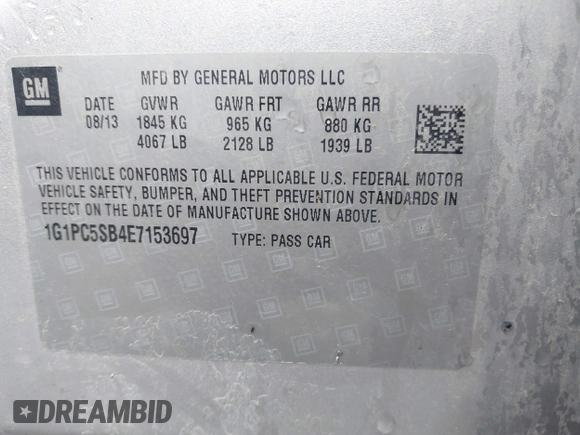 GM
MFD BY GENERAL MOTORS LLC
DATE GVWR GAWR FRT GAWR RR
08/13 1845 KG 965 KG 880 KG
4067 LB 2128 LB 1939 LB
THIS VEHICLE CONFORMS TO ALL APPLICABLE U.S. FEDERAL MOTOR
VEHICLE SAFETY, BUMPER, AND THEFT PREVENTION STANDARDS IN
EFFECT ON THE DATE OF MANUFACTURE SHOWN ABOVE.
1G1PC5SB4E7153697 TYPE: PASS CAR
DREAMBID